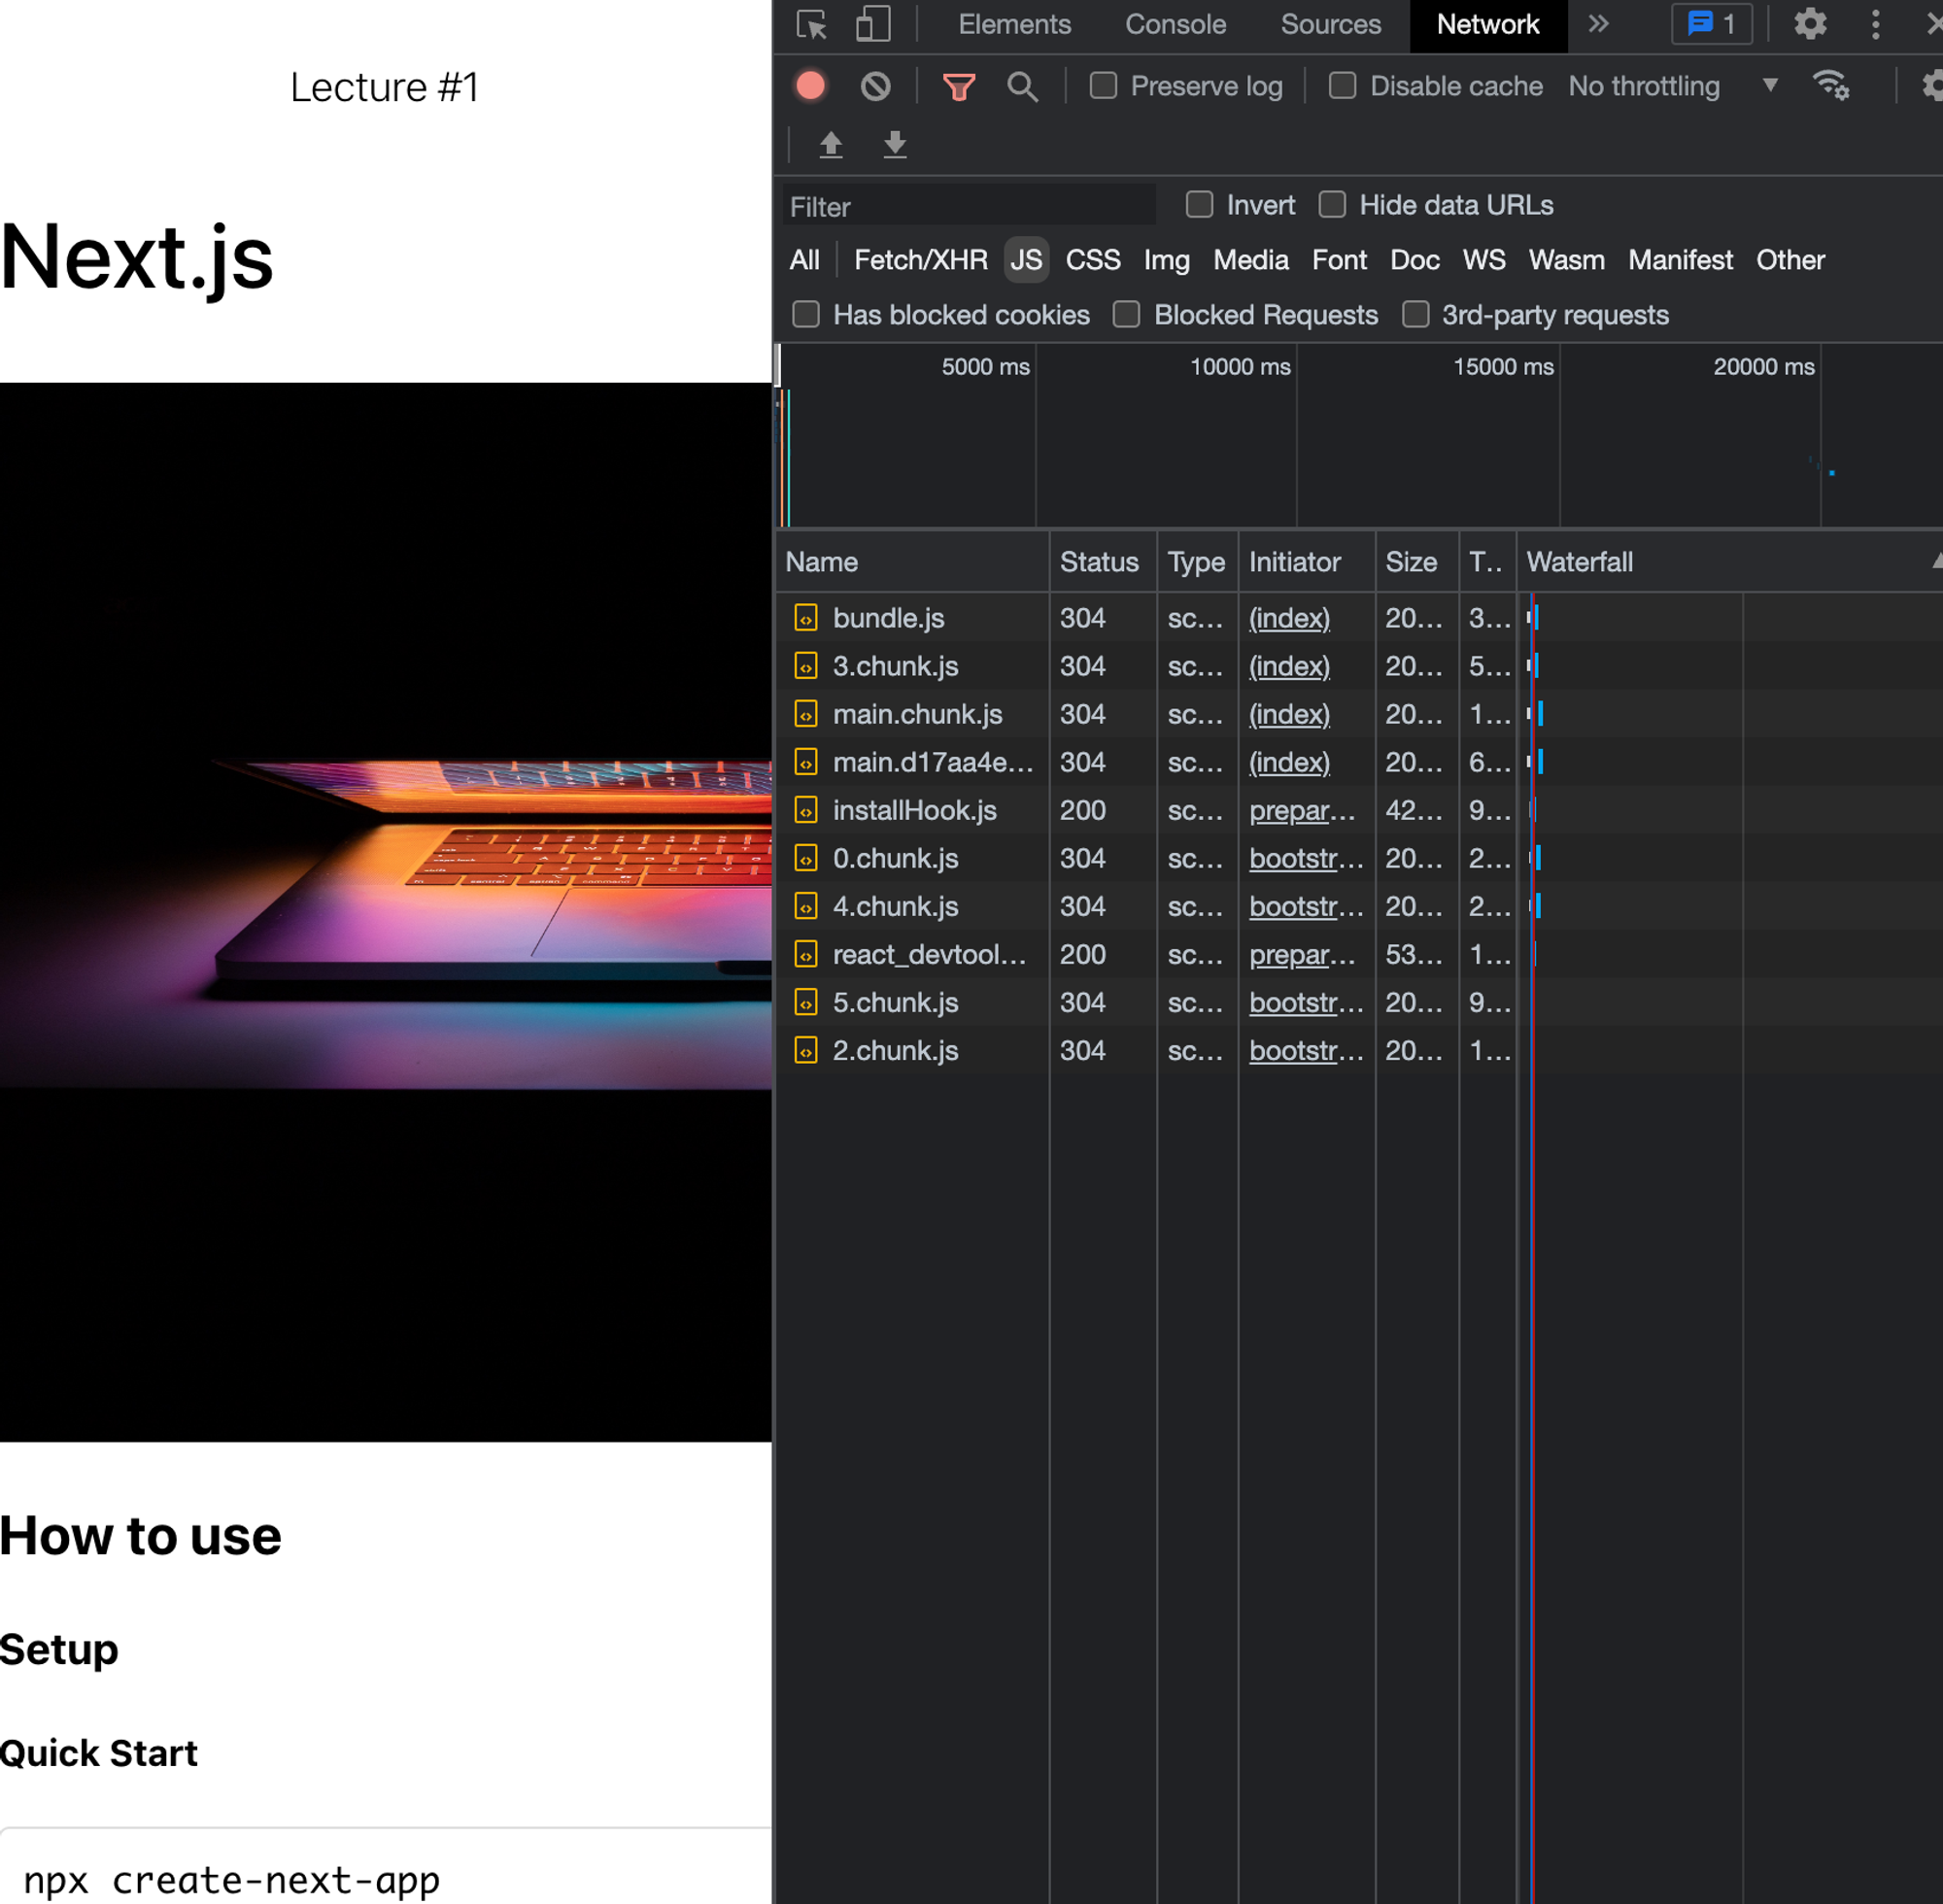 Lecture #1
Next.js
How to use
Setup
Quick Start
npx create-next-app
Elements Console Sources Network 1
Preserve log Disable cache No throttling
Filter Invert Hide data URLs
All Fetch/XHR JS CSS Img Media Font Doc WS Wasm Manifest Other
Has blocked cookies Blocked Requests 3rd-party requests
5000 ms 10000 ms 15000 ms 20000 ms
Name Status Type Initiator Size T.. Waterfall
bundle.js 304 sc... (index) 20... 3...
3.chunk.js 304 sc... (index) 20... 5...
main.chunk.js 304 sc... (index) 20... 1...
main.d17aa4e... 304 sc... (index) 20... 6...
installHook.js 200 sc... prepar... 42... 9...
0.chunk.js 304 sc... bootstr... 20... 2...
4.chunk.js 304 sc... bootstr... 20... 2...
react_devtool... 200 sc... prepar... 53... 1...
5.chunk.js 304 sc... bootstr... 20... 9...
2.chunk.js 304 sc... bootstr... 20... 1...